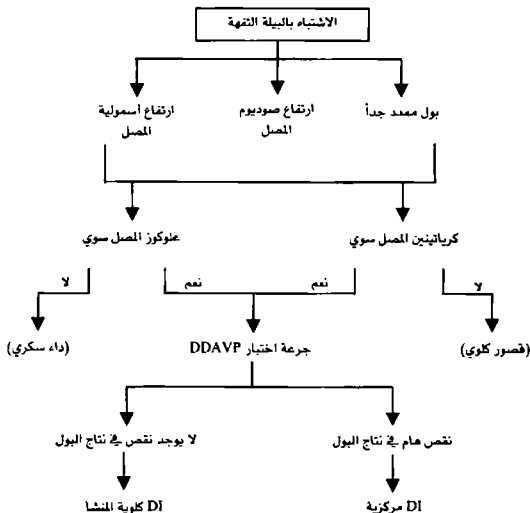 الاشتباه بالبيلة التفهة
بول ممدد جداً
ارتفاع صوديوم
المصل
ارتفاع أسمولية
المصل
كرياتينين المصل سوي
غلوكوز المصل سوي
لا
نعم
نعم
لا
(قصور كلوي)
جرعة اختبار DDAVP
(داء سكري)
نقص هام في نتاج البول
لا يوجد نقص في نتاج البول
DI مركزية
DI كلوية المنشا